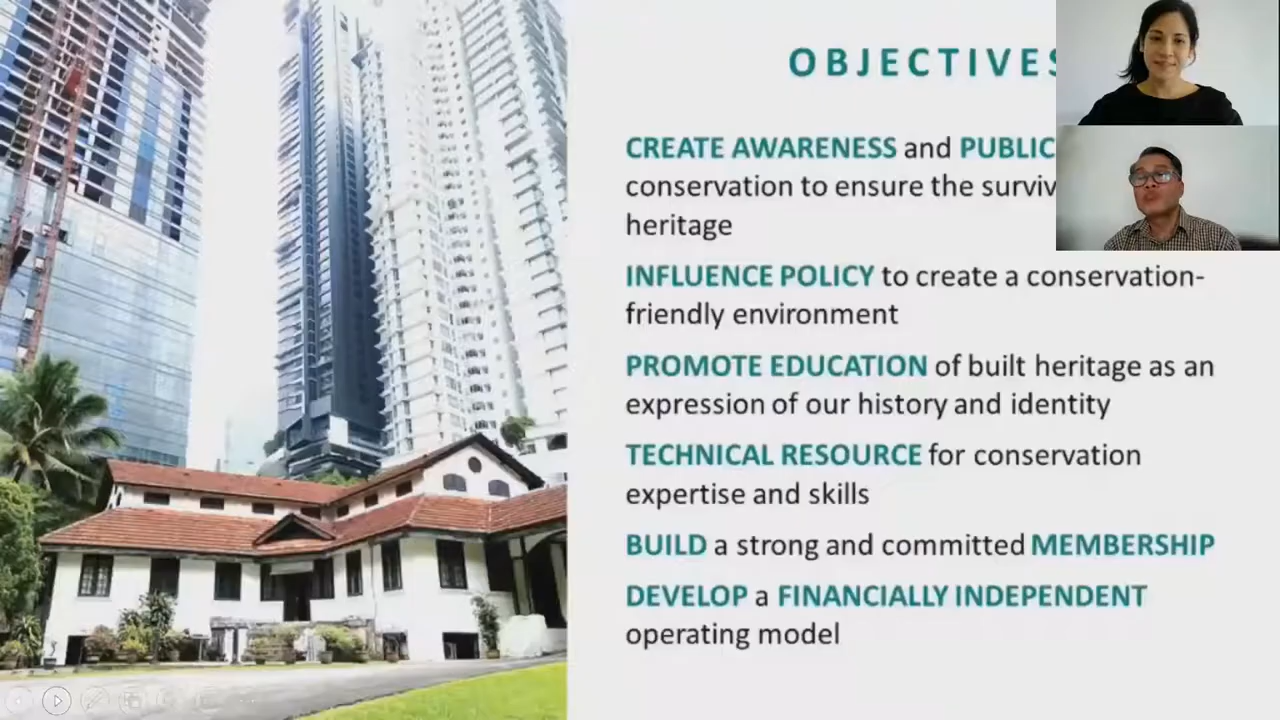 OBJECTIVES
CREATE AWARENESS and PUBLIC
conservation to ensure the surviv
heritage
INFLUENCE POLICY to create a conservation-
friendly environment
PROMOTE EDUCATION of built heritage as an
expression of our history and identity
TECHNICAL RESOURCE for conservation
expertise and skills
BUILD a strong and committed MEMBERSHIP
DEVELOP a FINANCIALLY INDEPENDENT
operating model